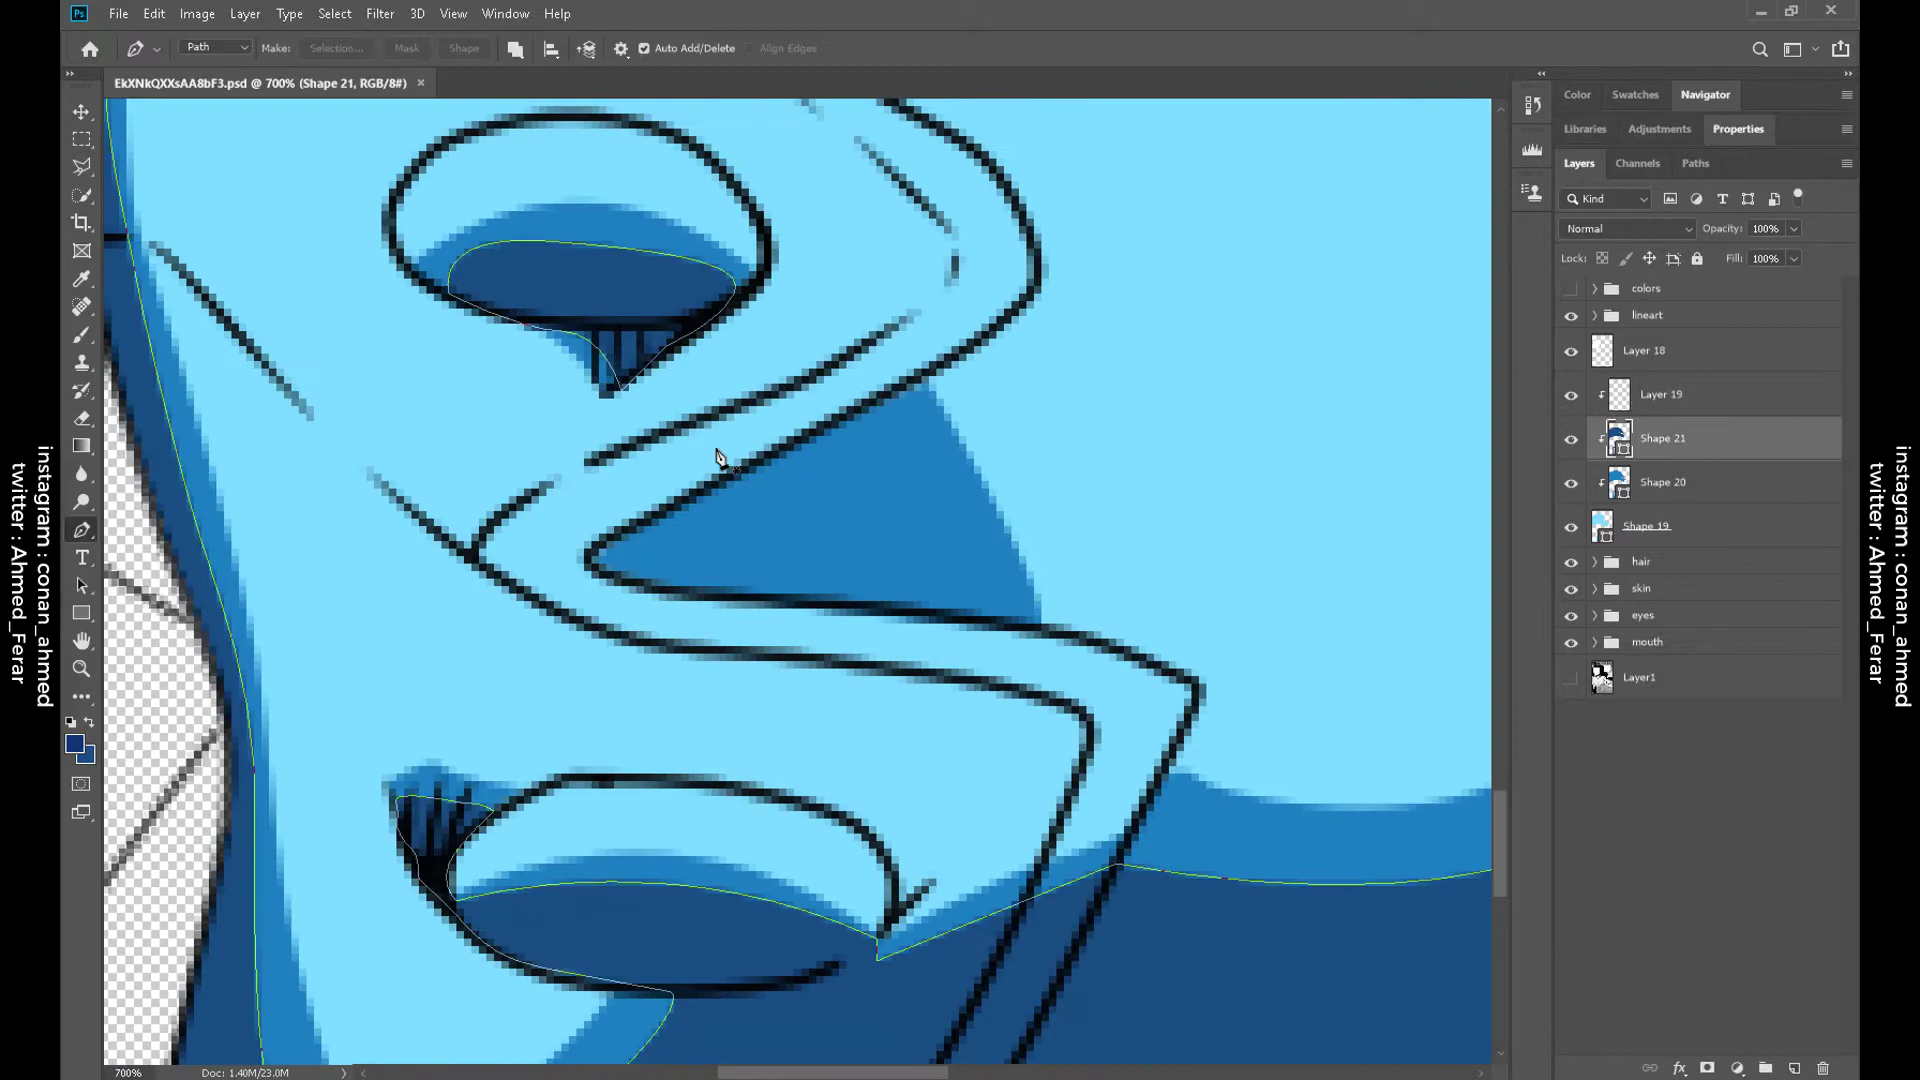 Ps File Edit Image Layer Type Select Filter 3D View Window Help
Path Make: Selection... Mask Shape Auto Add/Delete Align Edges
EkXNkQXXsAA8bF3.psd @ 700% (Shape 21, RGB/8#) ×
Color Swatches Navigator
Libraries Adjustments Properties
Layers Channels Paths
Kind
Normal Opacity: 100%
Lock: Fill: 100%
colors
lineart
Layer 18
Layer 19
Shape 21
Shape 20
Shape 19
hair
skin
eyes
mouth
Layer1
700% Doc: 1.40M/23.0M
instagram : conan_ahmed
twitter : Ahmed_Ferar
instagram : conan_ahmed
twitter : Ahmed_Ferar